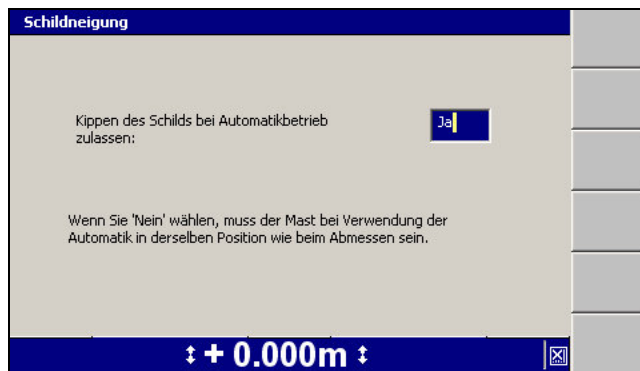 Schildneigung
Kippen des Schilds bei Automatikbetrieb
zulassen:
Ja
Wenn Sie 'Nein' wählen, muss der Mast bei Verwendung der
Automatik in derselben Position wie beim Abmessen sein.
↕ + 0.000m ↕